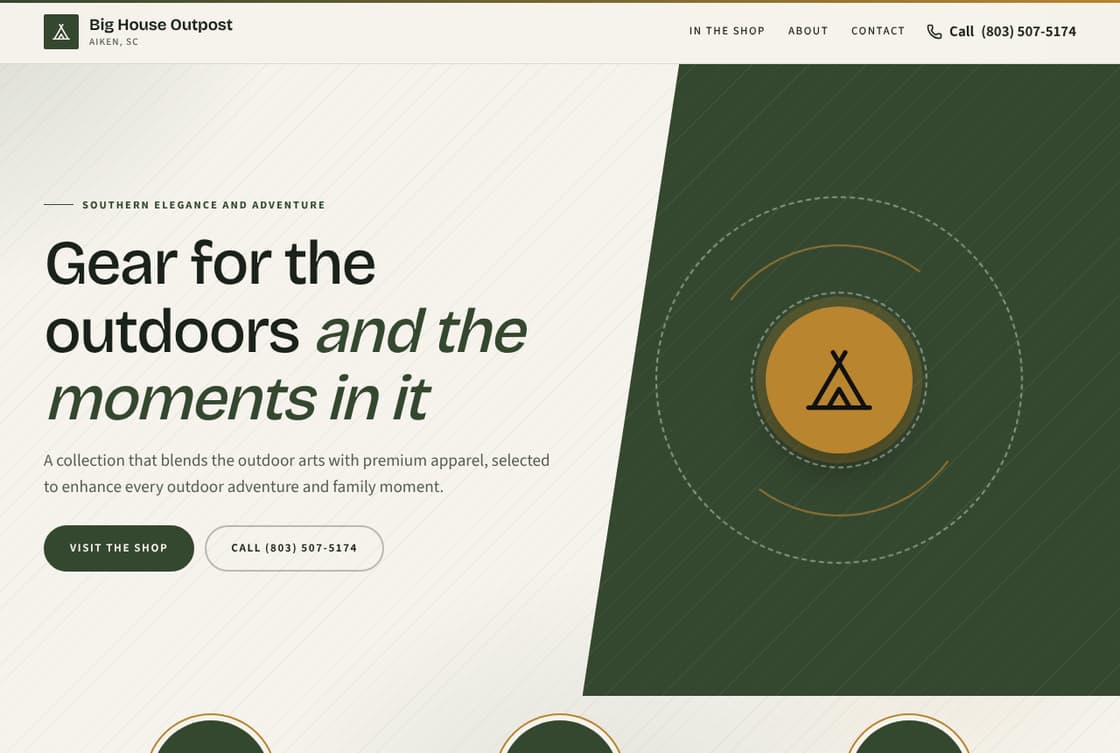 Big House Outpost
AIKEN, SC
IN THE SHOP
ABOUT
CONTACT
Call (803) 507-5174
SOUTHERN ELEGANCE AND ADVENTURE
Gear for the
outdoors and the
moments in it
A collection that blends the outdoor arts with premium apparel, selected
to enhance every outdoor adventure and family moment.
VISIT THE SHOP
CALL (803) 507-5174